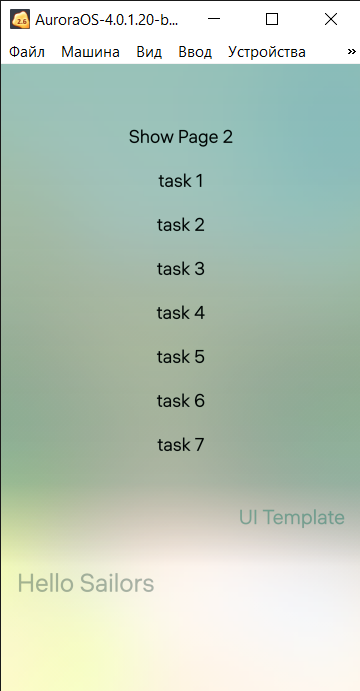 AuroraOS-4.0.1.20-b...
Файл Машина Вид Ввод Устройства »
Show Page 2
task 1
task 2
task 3
task 4
task 5
task 6
task 7
UI Template
Hello Sailors